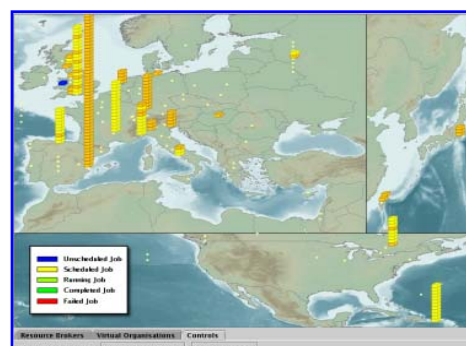 Unscheduled Job
Scheduled Job
Running Job
Completed Job
Failed Job
Resource Brokers Virtual Organisations Controls